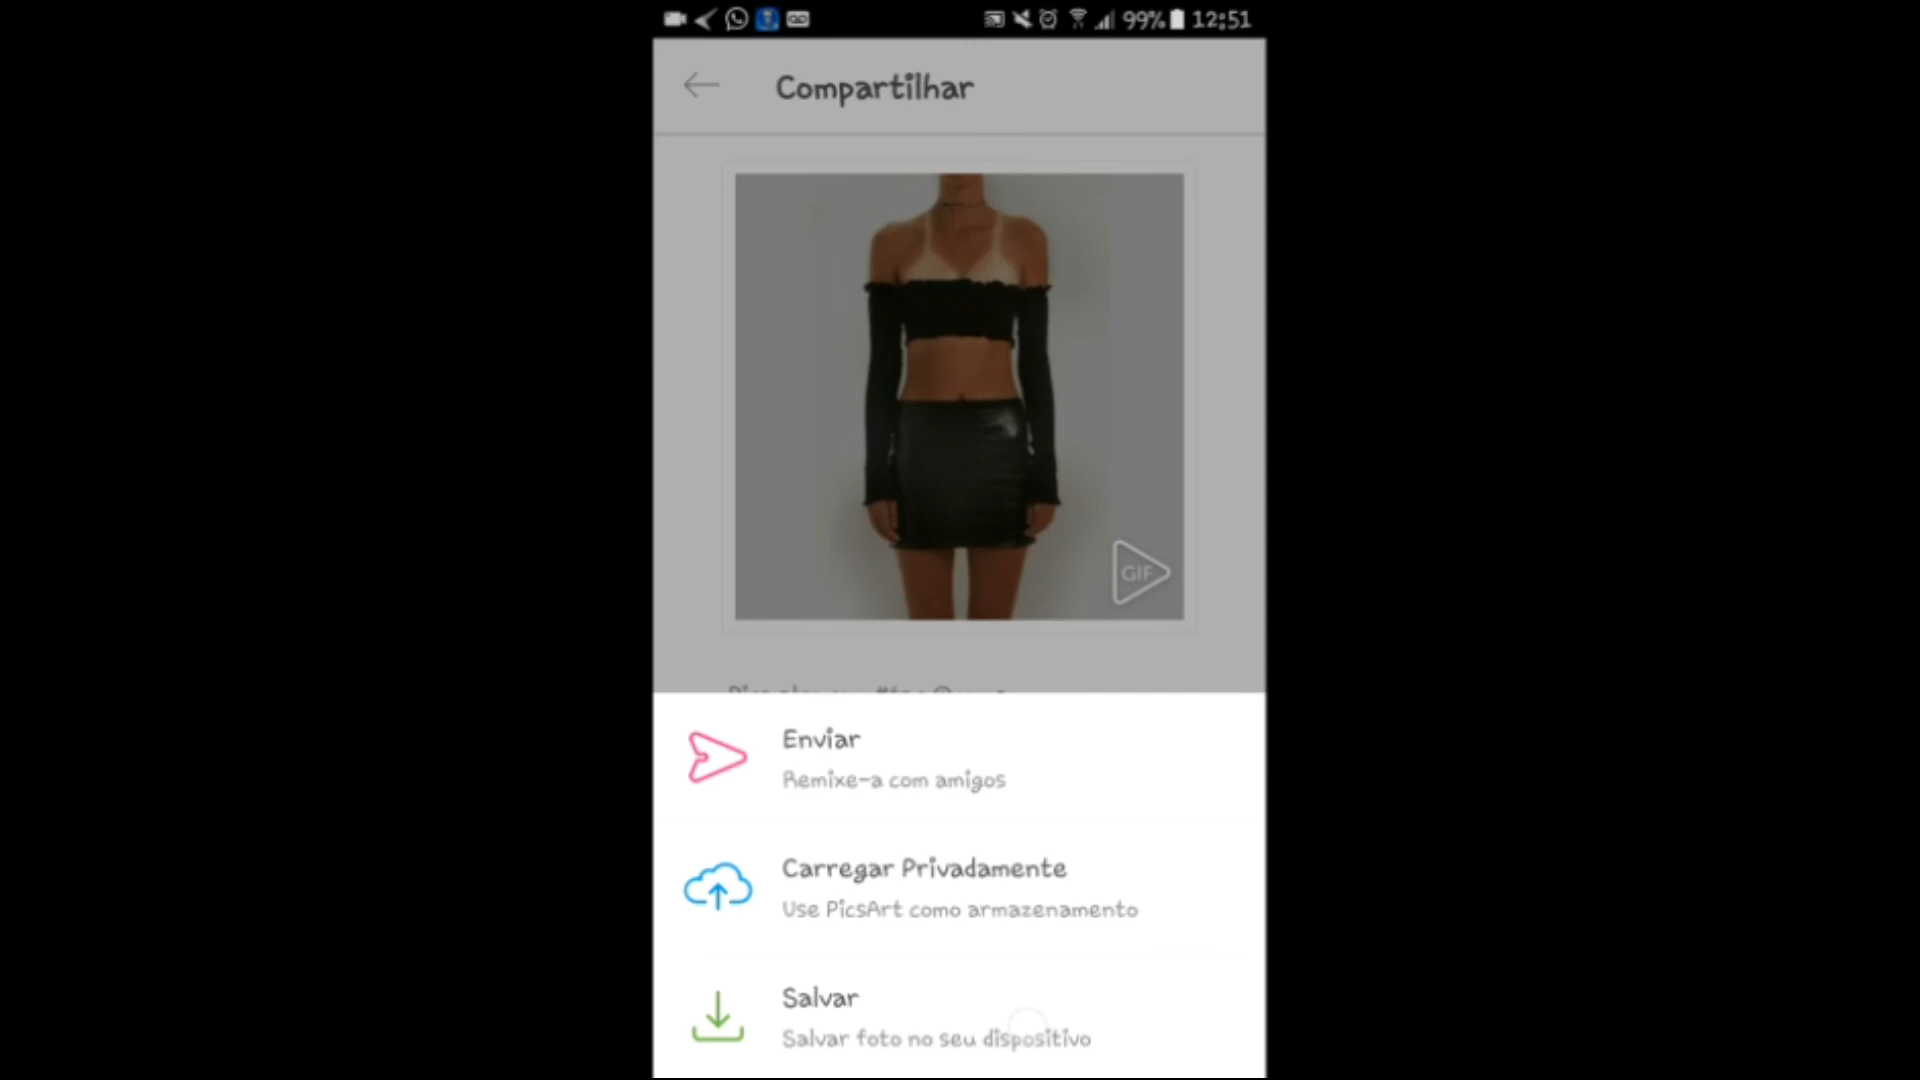 99% 12:51
Compartilhar
GIF
Enviar
Remixe-a com amigos
Carregar Privadamente
Use PicsArt como armazenamento
Salvar
Salvar foto no seu dispositivo